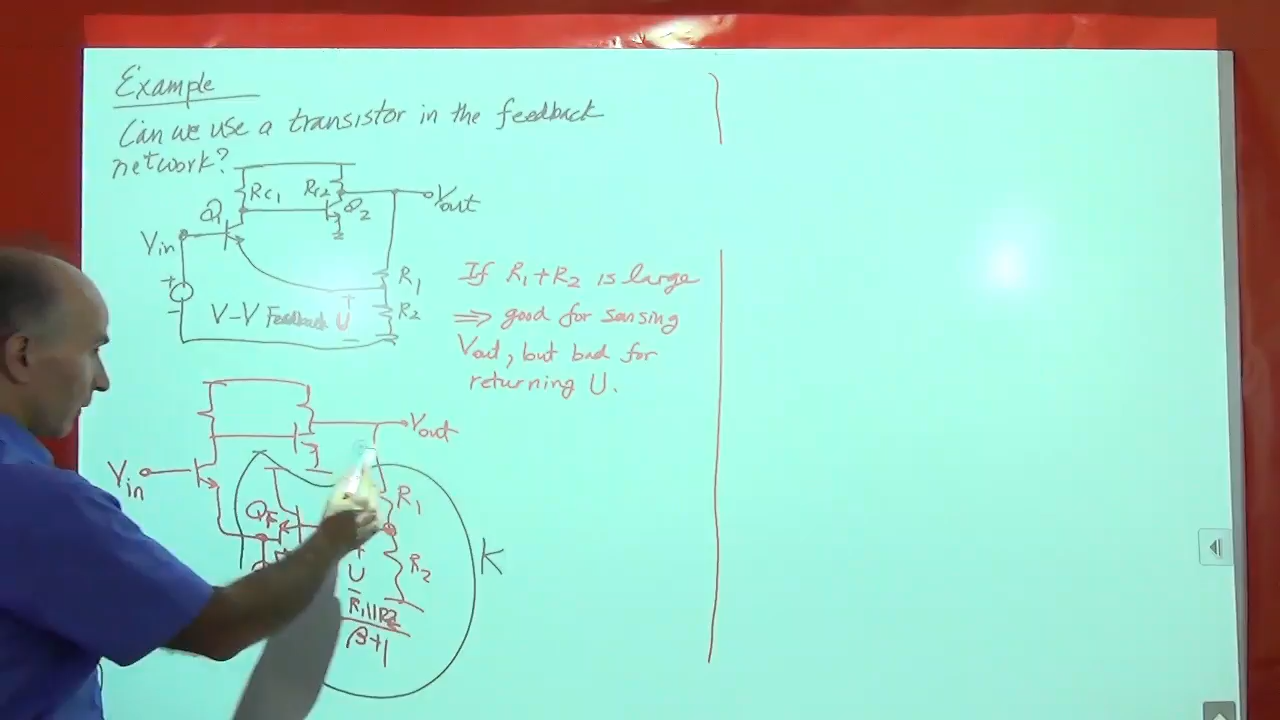 Example
Can we use a transistor in the feedback
network?
RC1 RC2
Q1 Q2 Vout
Vin
+
-
R1
+
V-V Feedback U R2
-
If R1+R2 is large
⇒ good for sensing
Vout, but bad for
returning U.
Vout
Vin
R1
QF
K
R2
U
-
R1||R2
β+1